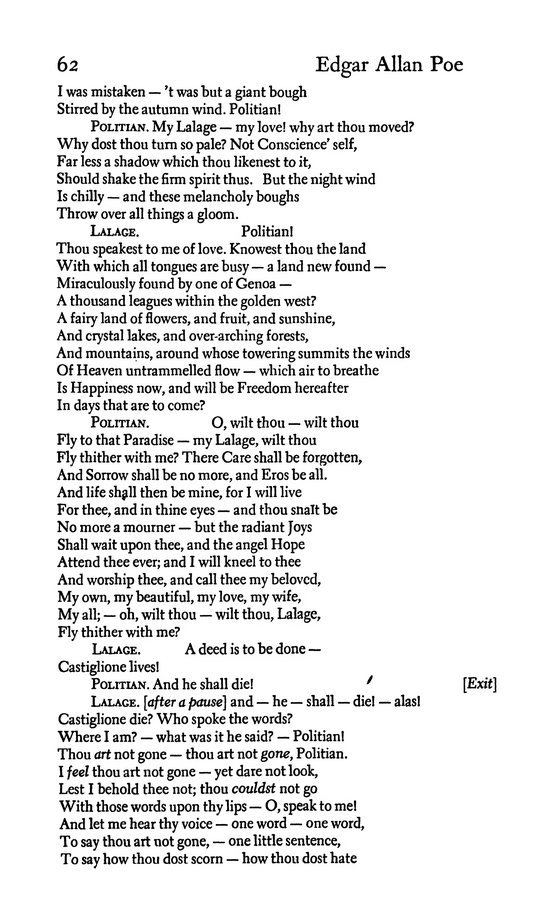 62 Edgar Allan Poe
I was mistaken — 't was but a giant bough
Stirred by the autumn wind. Politian!
POLITIAN. My Lalage — my love! why art thou moved?
Why dost thou turn so pale? Not Conscience' self,
Far less a shadow which thou likenest to it,
Should shake the firm spirit thus. But the night wind
Is chilly — and these melancholy boughs
Throw over all things a gloom.
LALAGE. Politian!
Thou speakest to me of love. Knowest thou the land
With which all tongues are busy — a land new found —
Miraculously found by one of Genoa —
A thousand leagues within the golden west?
A fairy land of flowers, and fruit, and sunshine,
And crystal lakes, and over-arching forests,
And mountains, around whose towering summits the winds
Of Heaven untrammelled flow — which air to breathe
Is Happiness now, and will be Freedom hereafter
In days that are to come?
POLITIAN. O, wilt thou — wilt thou
Fly to that Paradise — my Lalage, wilt thou
Fly thither with me? There Care shall be forgotten,
And Sorrow shall be no more, and Eros be all.
And life shall then be mine, for I will live
For thee, and in thine eyes — and thou shalt be
No more a mourner — but the radiant Joys
Shall wait upon thee, and the angel Hope
Attend thee ever; and I will kneel to thee
And worship thee, and call thee my beloved,
My own, my beautiful, my love, my wife,
My all; — oh, wilt thou — wilt thou, Lalage,
Fly thither with me?
LALAGE. A deed is to be done —
Castiglione lives!
POLITIAN. And he shall die! [Exit]
LALAGE. [after a pause] and — he — shall — die! — alas!
Castiglione die? Who spoke the words?
Where I am? — what was it he said? — Politian!
Thou art not gone — thou art not gone, Politian.
I feel thou art not gone — yet dare not look,
Lest I behold thee not; thou couldst not go
With those words upon thy lips — O, speak to me!
And let me hear thy voice — one word — one word,
To say thou art not gone, — one little sentence,
To say how thou dost scorn — how thou dost hate